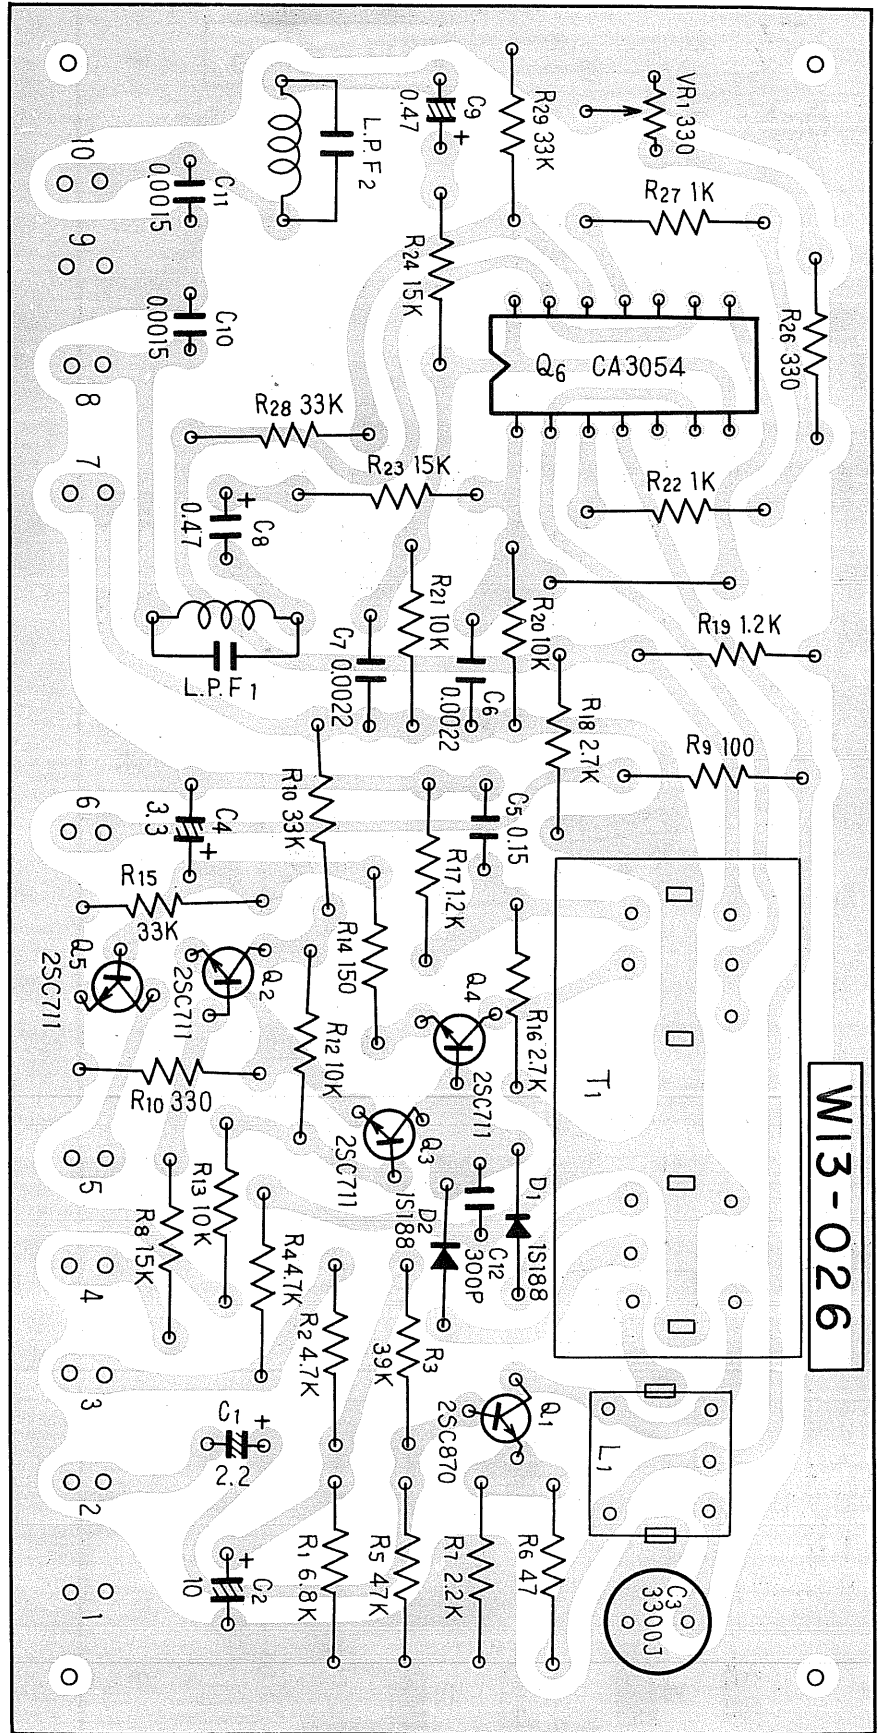 VR1 330
R29 33K
C9
0.47
L.P.F2
10
C11
0.0015
R27 1K
9
R24 15K
C10
0.0015
R26 330
Q6 CA3054
8
R28 33K
7
R23 15K
R22 1K
C8
0.47
R21 10K
R20 10K
R19 1.2K
C7 0.0022
C6
0.0022
L.P.F1
R18 2.7K
R9 100
6
C4
3.3
R10 33K
C5 0.15
R17 1.2K
R15
33K
R14 150
Q5
2SC711
Q2
2SC711
R12 10K
Q4
2SC711
R16 2.7K
T1
R10 330
Q3
2SC711
W13-026
5
R13 10K
R8 15K
D2
1S188
C12
300P
D1
1S188
4
R4 4.7K
R2 4.7K
R3
39K
3
C1
2.2
Q1
2SC870
L1
2
C2
10
R1 6.8K
R5 47K
R7 2.2K
R6 47
C3
3300J
1